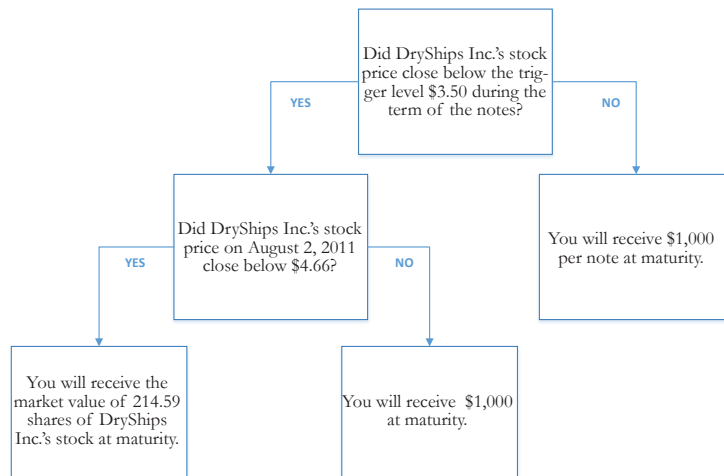 Did DryShips Inc.'s stock
price close below the trig-
ger level $3.50 during the
term of the notes?
YES
NO
Did DryShips Inc.'s stock
price on August 2, 2011
close below $4.66?
You will receive $1,000
per note at maturity.
YES
NO
You will receive the
market value of 214.59
shares of DryShips
Inc.'s stock at maturity.
You will receive $1,000
at maturity.